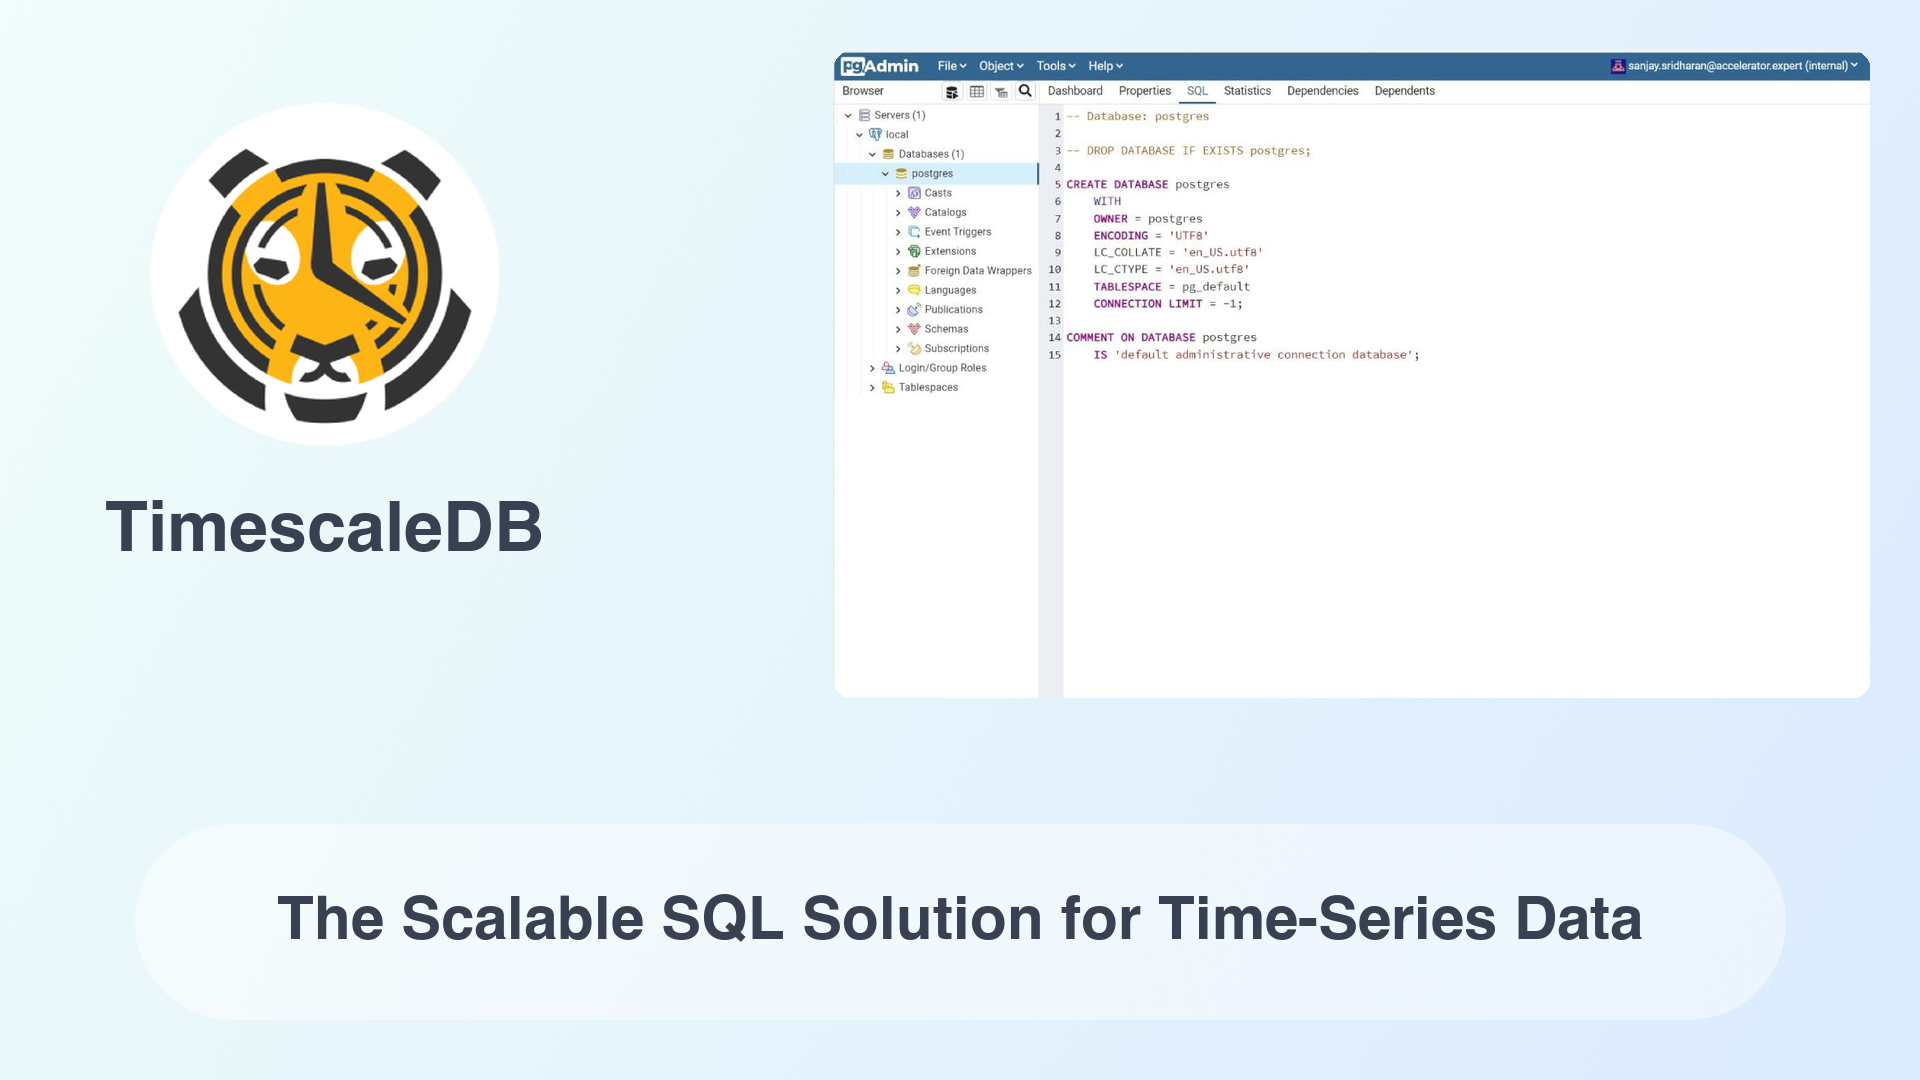 TimescaleDB
pgAdmin File Object Tools Help sanjay.sridharan@accelerator.expert (internal)
Browser Dashboard Properties SQL Statistics Dependencies Dependents
Servers (1)
local
Databases (1)
postgres
Casts
Catalogs
Event Triggers
Extensions
Foreign Data Wrappers
Languages
Publications
Schemas
Subscriptions
Login/Group Roles
Tablespaces
1 -- Database: postgres
2
3 -- DROP DATABASE IF EXISTS postgres;
4
5 CREATE DATABASE postgres
6 WITH
7 OWNER = postgres
8 ENCODING = 'UTF8'
9 LC_COLLATE = 'en_US.utf8'
10 LC_CTYPE = 'en_US.utf8'
11 TABLESPACE = pg_default
12 CONNECTION LIMIT = -1;
13
14 COMMENT ON DATABASE postgres
15 IS 'default administrative connection database';
The Scalable SQL Solution for Time-Series Data